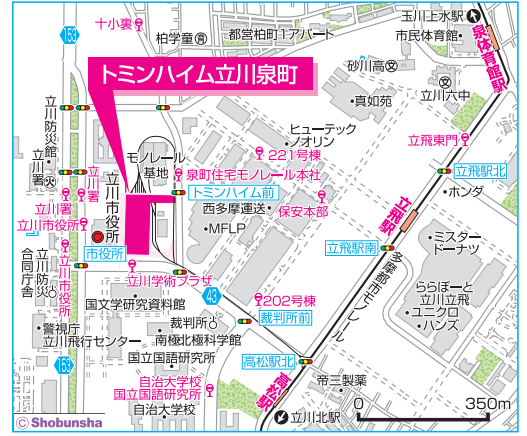 十小裏
153
柏学童
都営柏町1アパート
玉川上水駅
市民体育館
泉体育館駅
トミンハイム立川泉町
砂川高
文
真如苑
文
立川六中
立川防災館
立川署
立川署
モノレール
基地
ヒューテック
ノオリン
221号棟
泉町住宅モノレール本社
トミンハイム前
立飛東門
立飛駅北
ホンダ
立川署
立川市役所
立川市役所
市役所
西多摩運送
MFLP
保安本部
立飛駅
立飛駅南
ミスター
ドーナツ
立川防災
合同庁舎
立川市役所
立川学術プラザ
国文学研究資料館
43
202号棟
裁判所前
多摩都市モノレール
ららぽーと
立川立飛
ユニクロ
ハンズ
警視庁
立川飛行センター
裁判所
南極北極科学館
国立国語研究所
高松駅北
高松駅
153
自治大学校
国立国語研究所
自治大学校
帝三製薬
立川北駅
0
350m
© Shobunsha